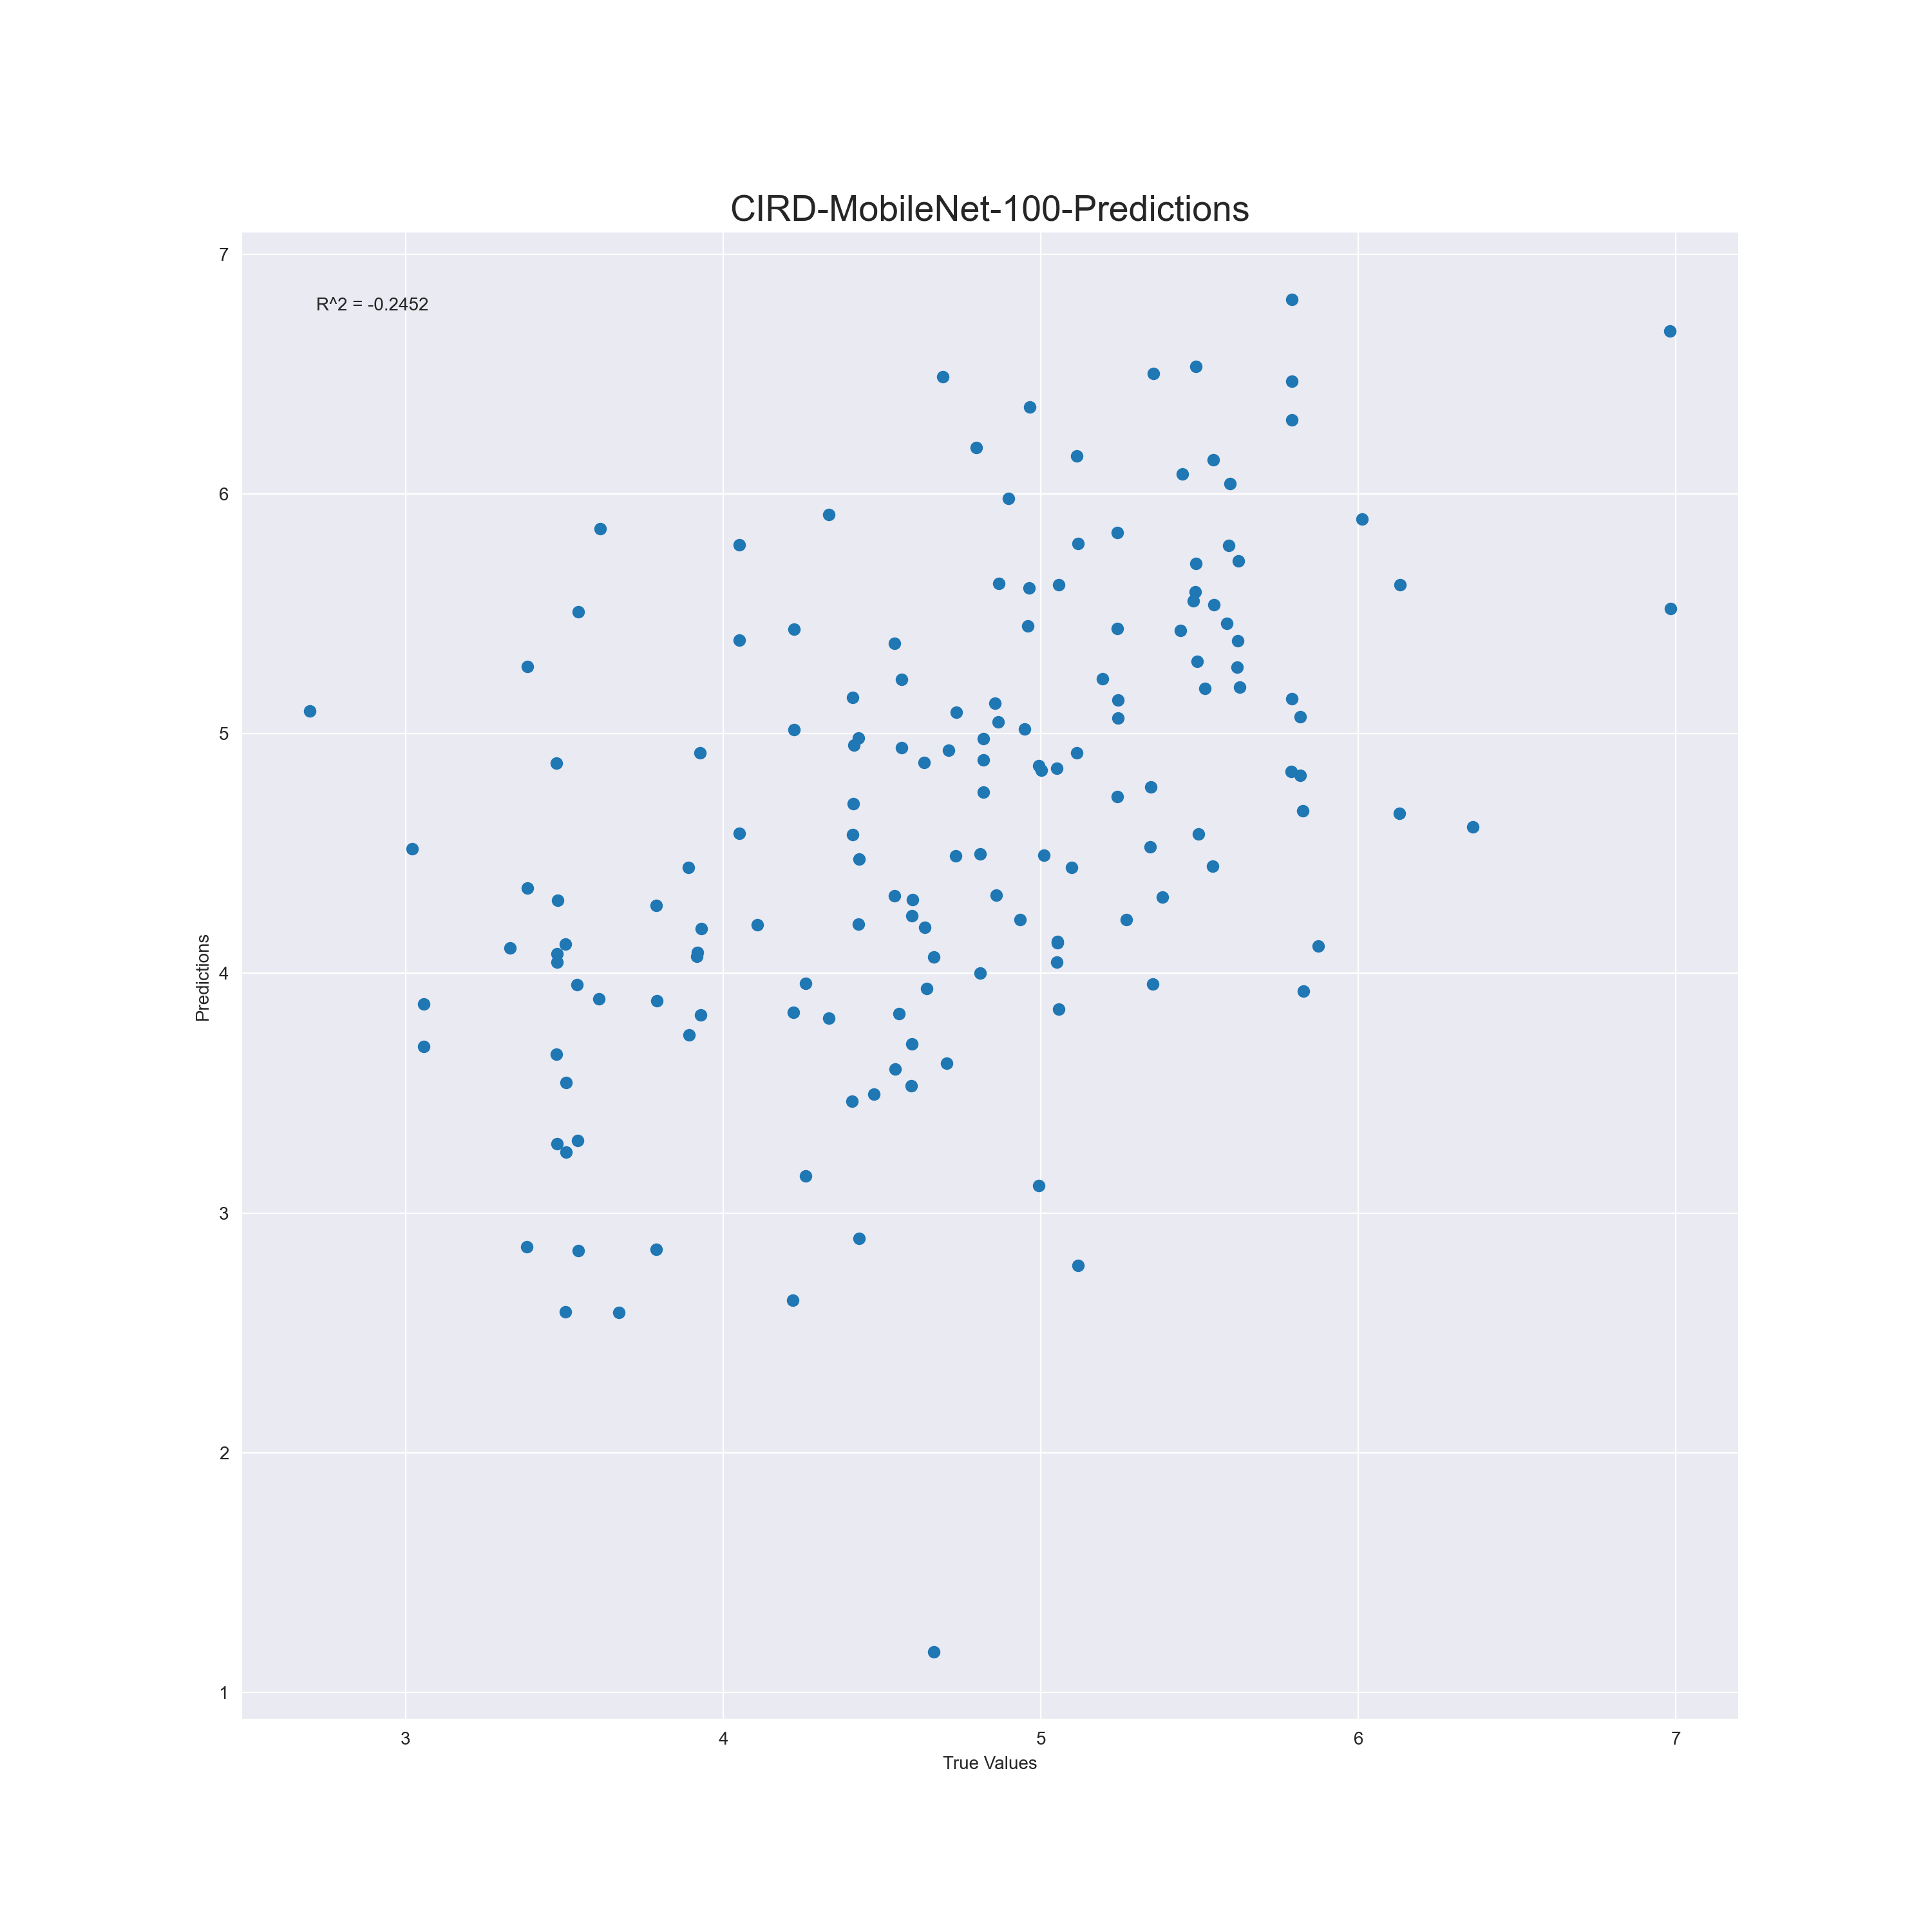 CIRD-MobileNet-100-Predictions
R^2 = -0.2452
7
6
5
4
3
2
1
Predictions
3 4 5 6 7
True Values